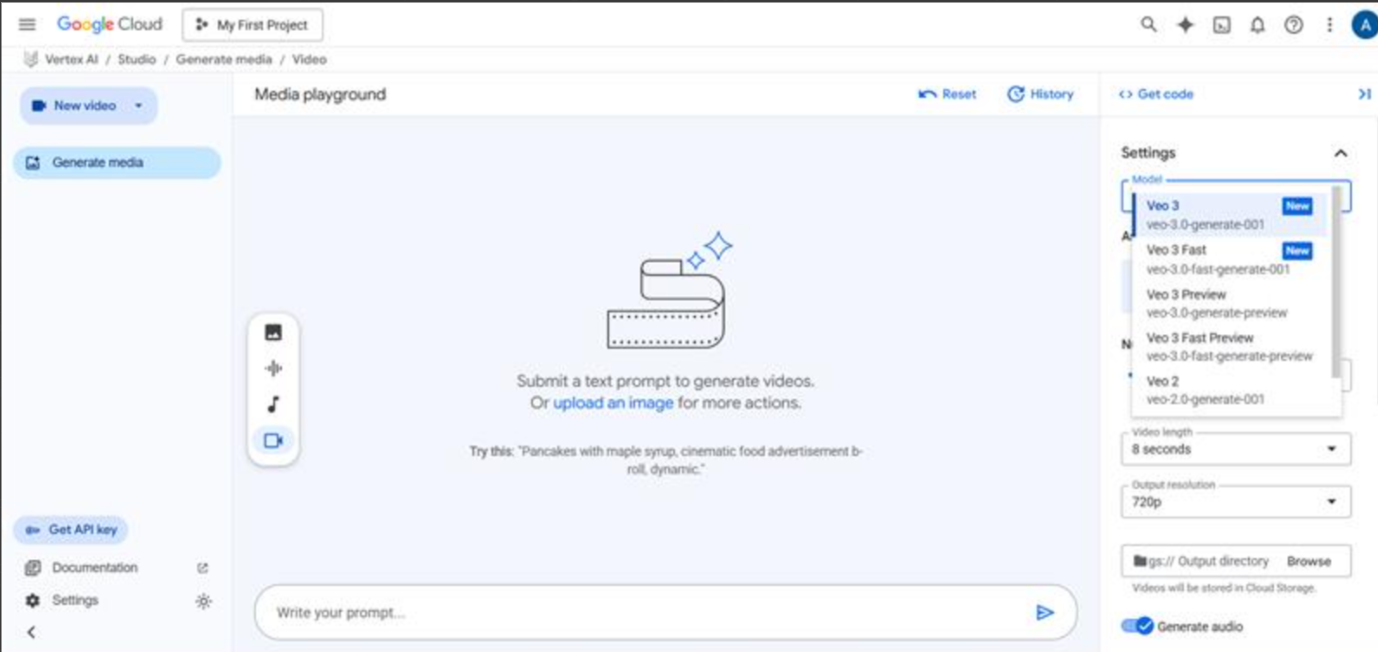 Google Cloud
My First Project
A
Vertex AI / Studio / Generate media / Video
New video
Generate media
Get API key
Documentation
Settings
Media playground
Reset
History
Submit a text prompt to generate videos.
Or upload an image for more actions.
Try this: "Pancakes with maple syrup, cinematic food advertisement b-
roll, dynamic."
Write your prompt...
<> Get code
Settings
Model
Veo 3 New
veo-3.0-generate-001
Veo 3 Fast New
veo-3.0-fast-generate-001
Veo 3 Preview
veo-3.0-generate-preview
Veo 3 Fast Preview
veo-3.0-fast-generate-preview
Veo 2
veo-2.0-generate-001
Video length
8 seconds
Output resolution
720p
gs:// Output directory Browse
Videos will be stored in Cloud Storage.
Generate audio